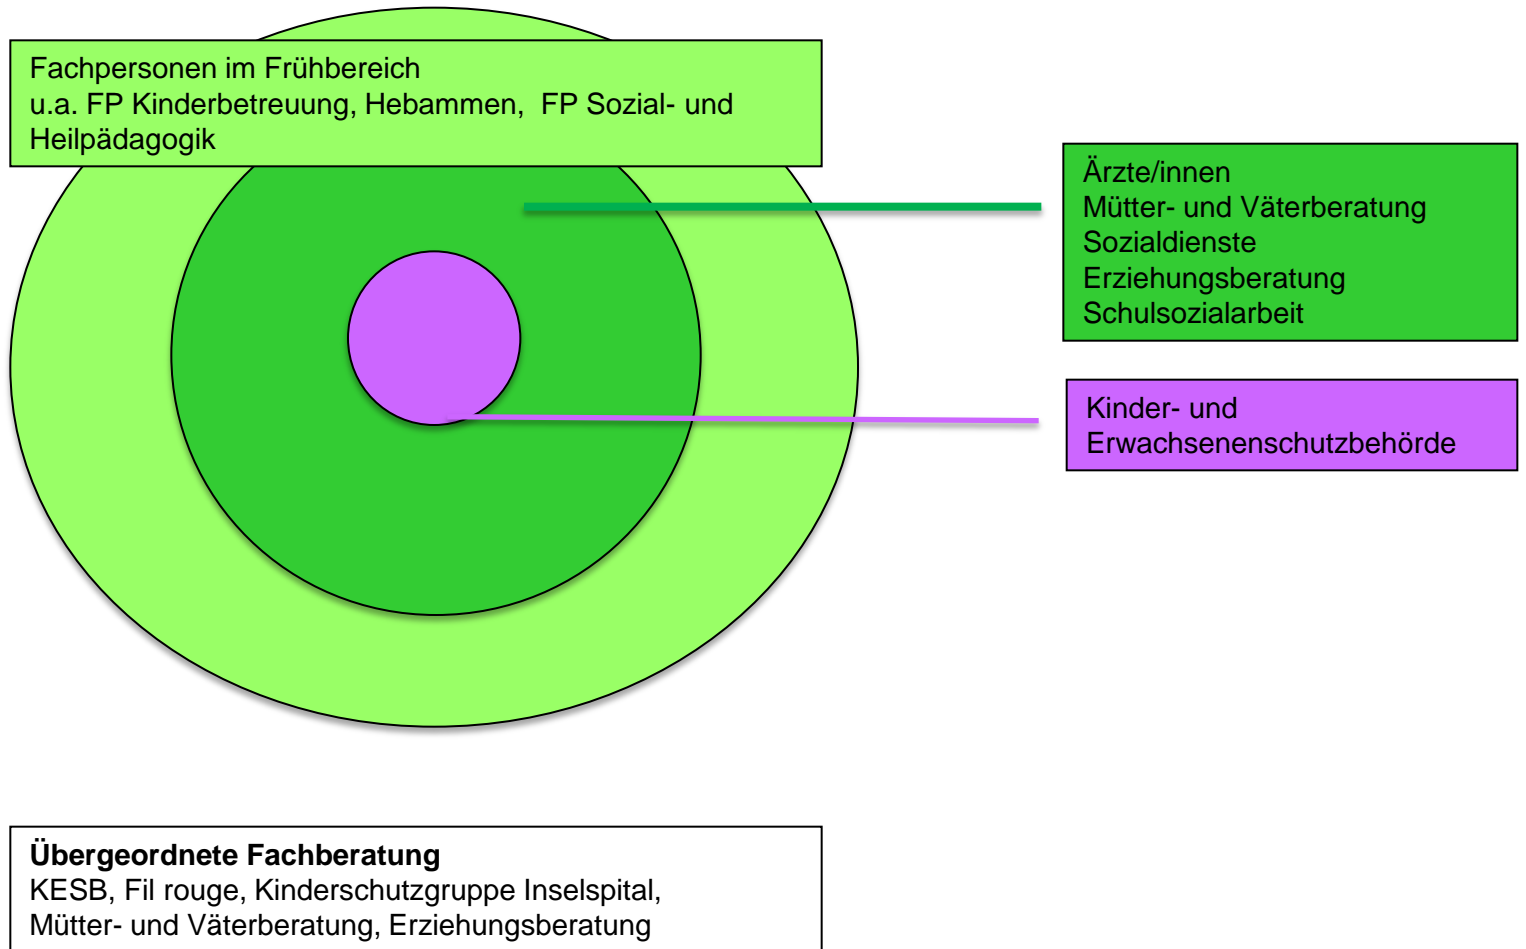 Fachpersonen im Frühbereich
u.a. FP Kinderbetreuung, Hebammen, FP Sozial- und
Heilpädagogik
Ärzte/innen
Mütter- und Väterberatung
Sozialdienste
Erziehungsberatung
Schulsozialarbeit
Kinder- und
Erwachsenenschutzbehörde
Übergeordnete Fachberatung
KESB, Fil rouge, Kinderschutzgruppe Inselspital,
Mütter- und Väterberatung, Erziehungsberatung